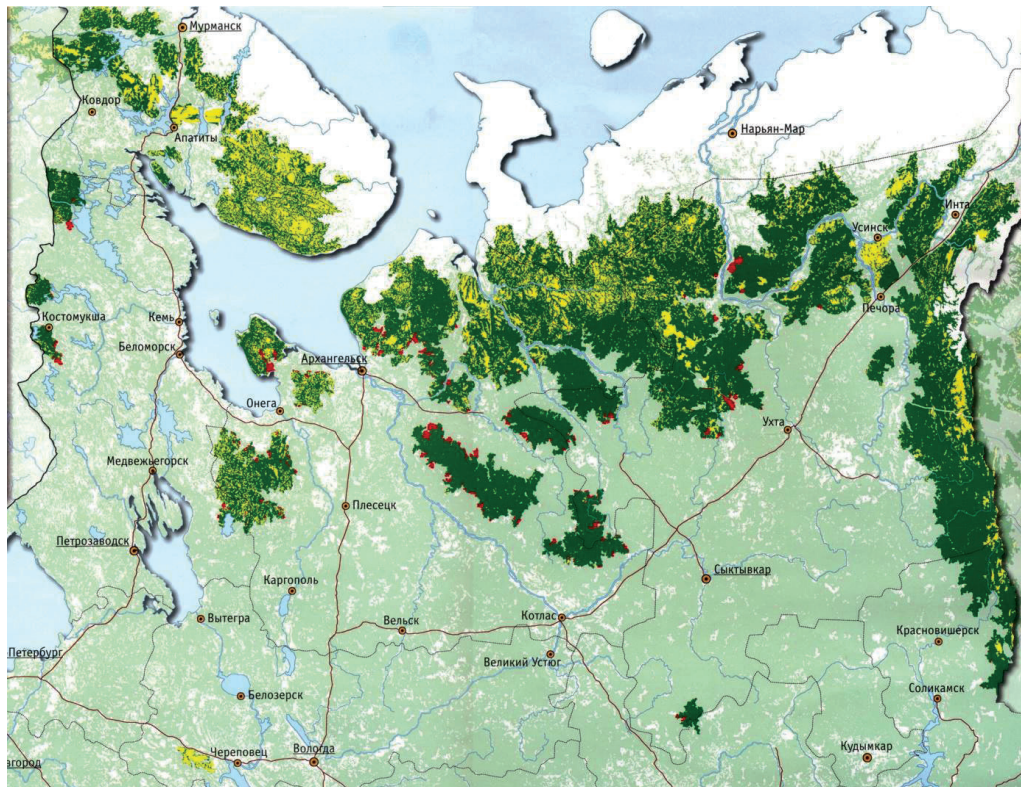 Мурманск
Ковдор
Апатиты
Нарьян-Мар
Инта
Усинск
Печора
Костомукша
Кемь
Беломорск
Архангельск
Онега
Ухта
Медвежьегорск
Плесецк
Петрозаводск
Каргополь
Сыктывкар
Вытегра
Вельск
Котлас
Красновишерск
Петербург
Великий Устюг
Белозерск
Соликамск
Череповец
Вологда
Кудымкар
вгород